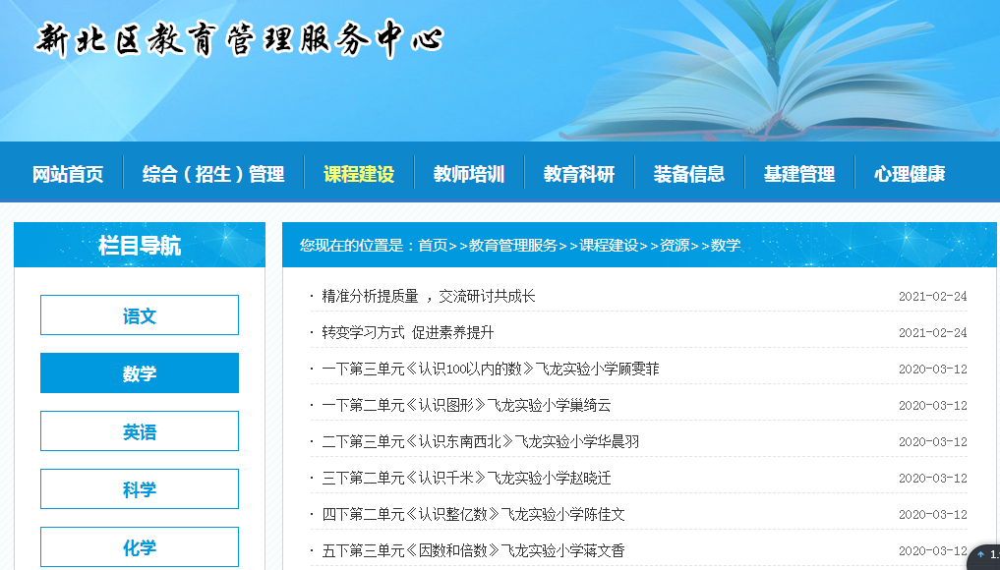 新北区教育管理服务中心
网站首页 综合（招生）管理 课程建设 教师培训 教育科研 装备信息 基建管理 心理健康
栏目导航
语文
数学
英语
科学
化学
您现在的位置是：首页>>教育管理服务>>课程建设>>资源>>数学
· 精准分析提质量 ，交流研讨共成长 2021-02-24
· 转变学习方式 促进素养提升 2021-02-24
· 一下第三单元《认识100以内的数》飞龙实验小学顾雯菲 2020-03-12
· 一下第二单元《认识图形》飞龙实验小学巢绮云 2020-03-12
· 二下第三单元《认识东南西北》飞龙实验小学华晨羽 2020-03-12
· 三下第二单元《认识千米》飞龙实验小学赵晓迁 2020-03-12
· 四下第二单元《认识整亿数》飞龙实验小学陈佳文 2020-03-12
· 五下第三单元《因数和倍数》飞龙实验小学蒋文香 2020-03-12